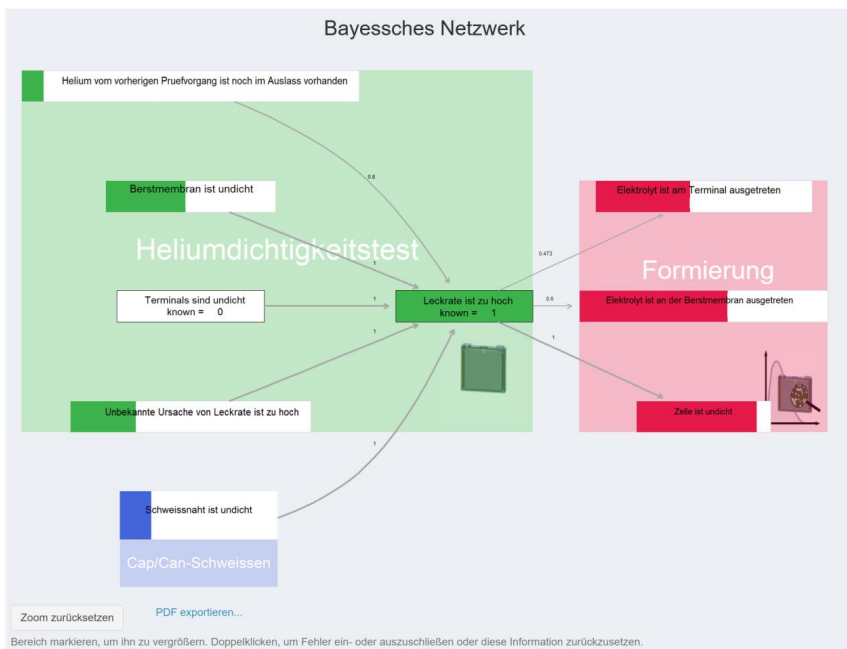 Bayessches Netzwerk
Helium vom vorherigen Pruefvorgang ist noch im Auslass vorhanden
0.8
Berstmembran ist undicht
Elektrolyt ist am Terminal ausgetreten
Heliumdichtigkeitstest
0.473
1
Formierung
Terminals sind undicht
known = 0
1
Leckrate ist zu hoch
known = 1
0.6
Elektrolyt ist an der Berstmembran ausgetreten
1
1
Unbekannte Ursache von Leckrate ist zu hoch
Zelle ist undicht
1
Schweissnaht ist undicht
Cap/Can-Schweissen
Zoom zurücksetzen
PDF exportieren...
Bereich markieren, um ihn zu vergrößern. Doppelklicken, um Fehler ein- oder auszuschließen oder diese Information zurückzusetzen.